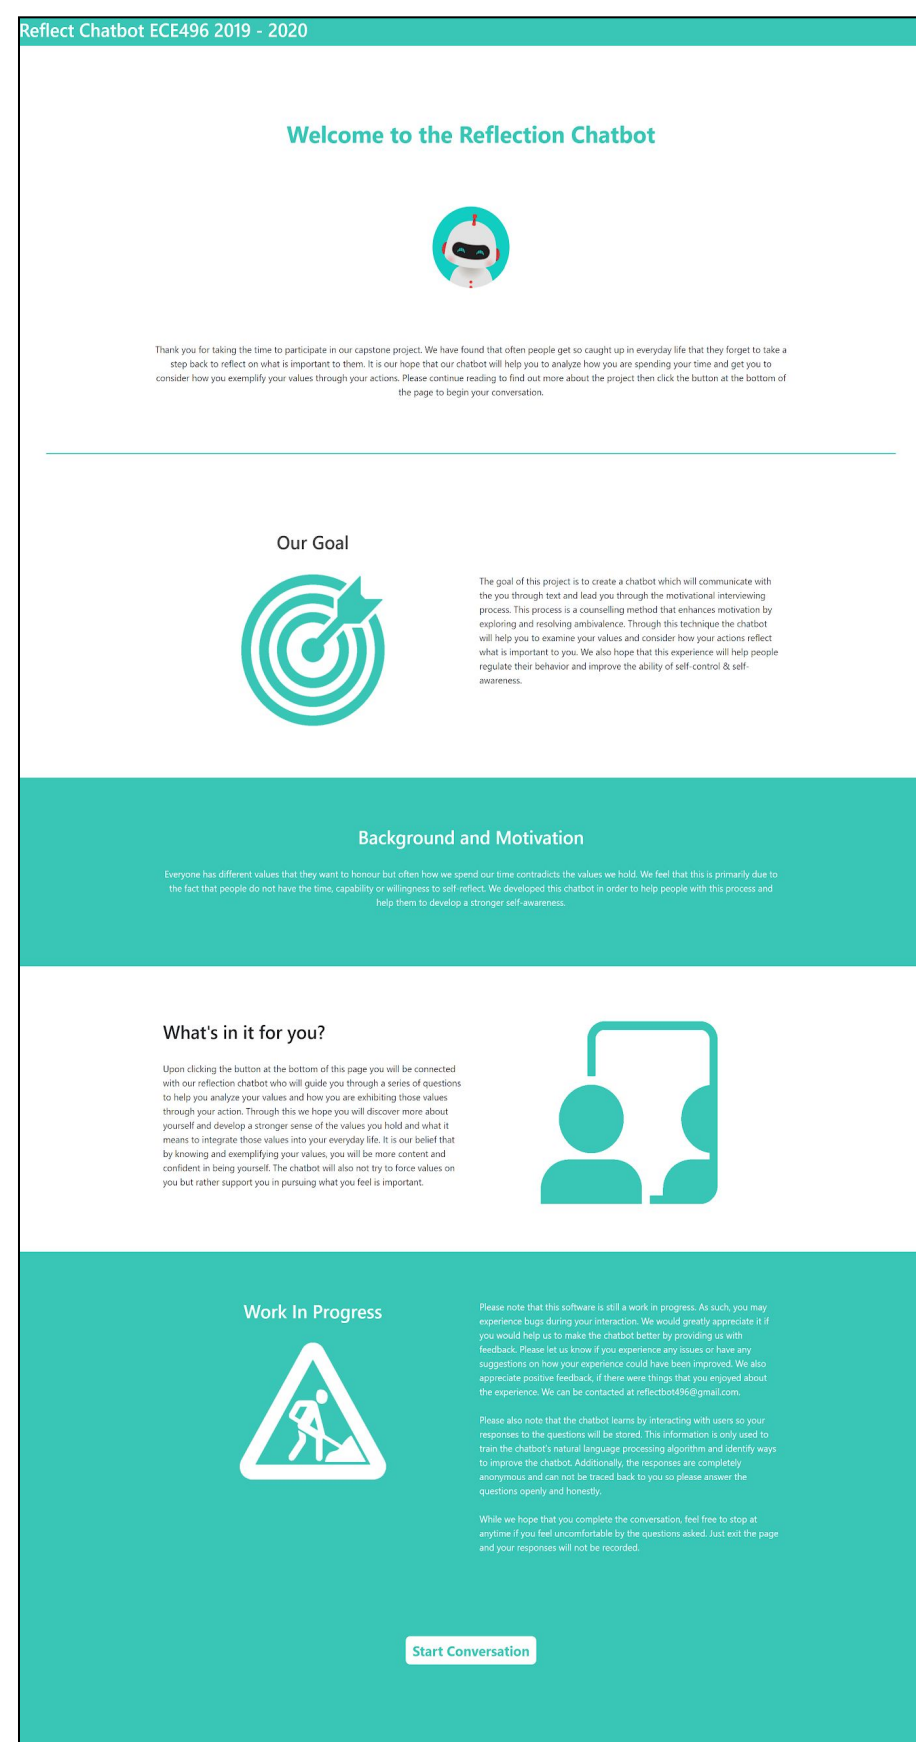 Reflect Chatbot ECE496 2019 - 2020
Welcome to the Reflection Chatbot
Thank you for taking the time to participate in our capstone project. We have found that often people get so caught up in everyday life that they forget to take a
step back to reflect on what is important to them. It is our hope that our chatbot will help you to analyze how you are spending your time and get you to
consider how you exemplify your values through your actions. Please continue reading to find out more about the project then click the button at the bottom of
the page to begin your conversation.
Our Goal
The goal of this project is to create a chatbot which will communicate with
the you through text and lead you through the motivational interviewing
process. This process is a counselling method that enhances motivation by
exploring and resolving ambivalence. Through this technique the chatbot
will help you to examine your values and consider how your actions reflect
what is important to you. We also hope that this experience will help people
regulate their behavior and improve the ability of self-control & self-
awareness.
Background and Motivation
Everyone has different values that they want to honour but often how we spend our time contradicts the values we hold. We feel that this is primarily due to
the fact that people do not have the time, capability or willingness to self-reflect. We developed this chatbot in order to help people with this process and
help them to develop a stronger self-awareness.
What's in it for you?
Upon clicking the button at the bottom of this page you will be connected
with our reflection chatbot who will guide you through a series of questions
to help you analyze your values and how you are exhibiting those values
through your action. Through this we hope you will discover more about
yourself and develop a stronger sense of the values you hold and what it
means to integrate those values into your everyday life. It is our belief that
by knowing and exemplifying your values, you will be more content and
confident in being yourself. The chatbot will also not try to force values on
you but rather support you in pursuing what you feel is important.
Work In Progress
Please note that this software is still a work in progress. As such, you may
experience bugs during your interaction. We would greatly appreciate it if
you would help us to make the chatbot better by providing us with
feedback. Please let us know if you experience any issues or have any
suggestions on how your experience could have been improved. We also
appreciate positive feedback, if there were things that you enjoyed about
the experience. We can be contacted at reflectbot496@gmail.com.
Please also note that the chatbot learns by interacting with users so your
responses to the questions will be stored. This information is only used to
train the chatbot's natural language processing algorithm and identify ways
to improve the chatbot. Additionally, the responses are completely
anonymous and can not be traced back to you so please answer the
questions openly and honestly.
While we hope that you complete the conversation, feel free to stop at
anytime if you feel uncomfortable by the questions asked. Just exit the page
and your responses will not be recorded.
Start Conversation